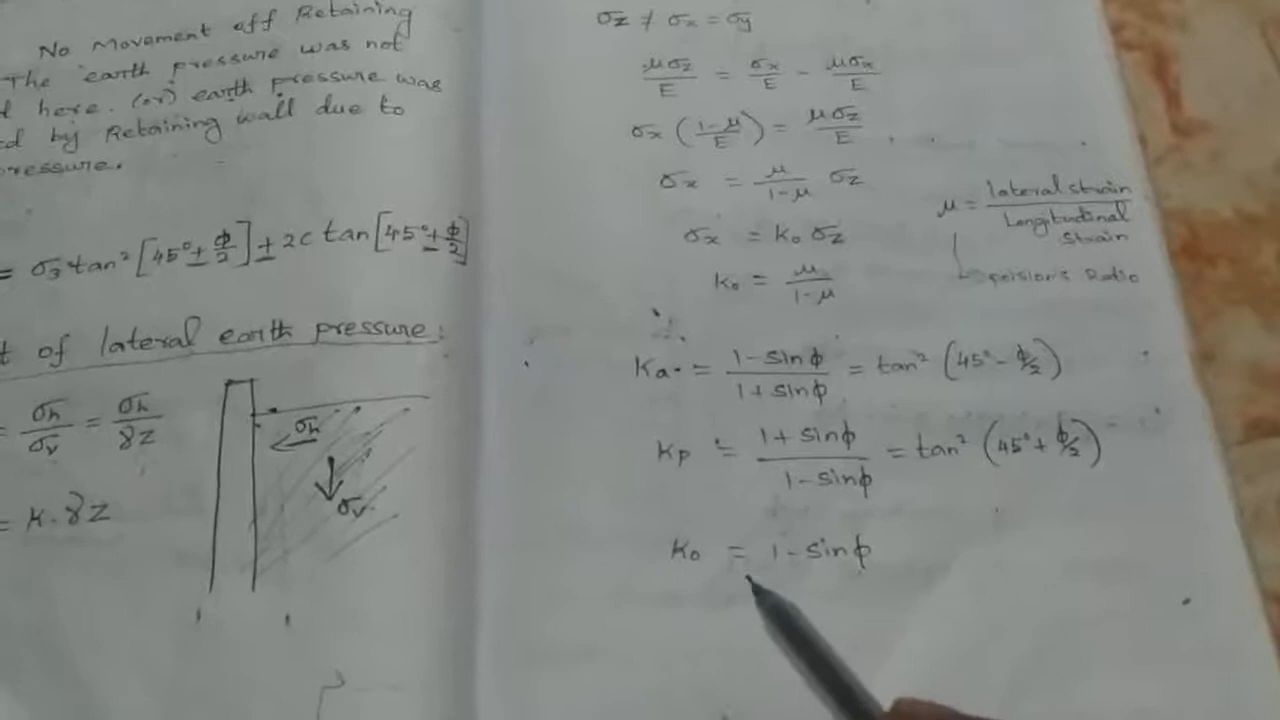 No Movement off Retaining
The earth pressure was not
here. (or) earth pressure was
by Retaining wall due to
pressure.
= σ₃ tan² [45° ± φ/2] ± 2c tan [45° ± φ/2]
of lateral earth pressure:
= σh/σv = σh/γz
= K.γz
σh
σv
σz ≠ σx = σy
μσz/E = σx/E - μσx/E
σx (1-μ/E) = μσz/E
σx = μ/1-μ σz
σx = K₀ σz
K₀ = μ/1-μ
μ = lateral strain/Longitudinal strain
poision's Ratio
Ka = 1-sinφ/1+sinφ = tan² (45° - φ/2)
Kp = 1+sinφ/1-sinφ = tan² (45° + φ/2)
K₀ = 1-sinφ